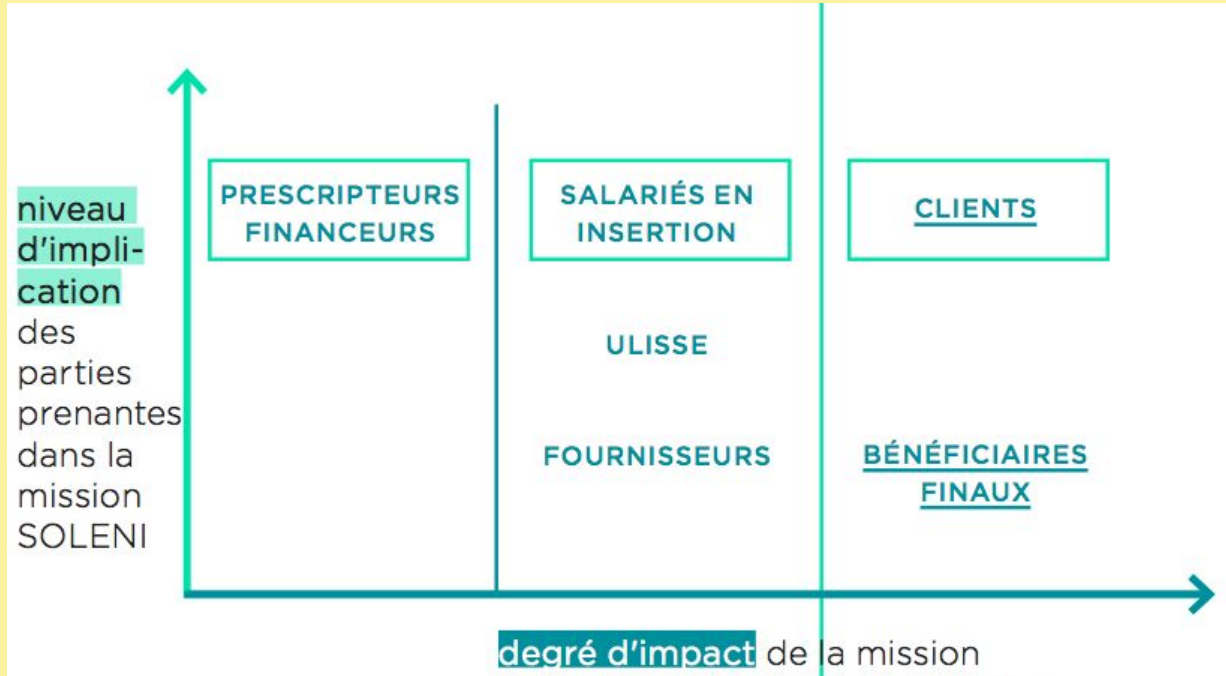 niveau
d'impli-
cation
des
parties
prenantes
dans la
mission
SOLENI
PRESCRIPTEURS
FINANCEURS
SALARIÉS EN
INSERTION
CLIENTS
ULISSE
FOURNISSEURS
BÉNÉFICIAIRES
FINAUX
degré d'impact de la mission